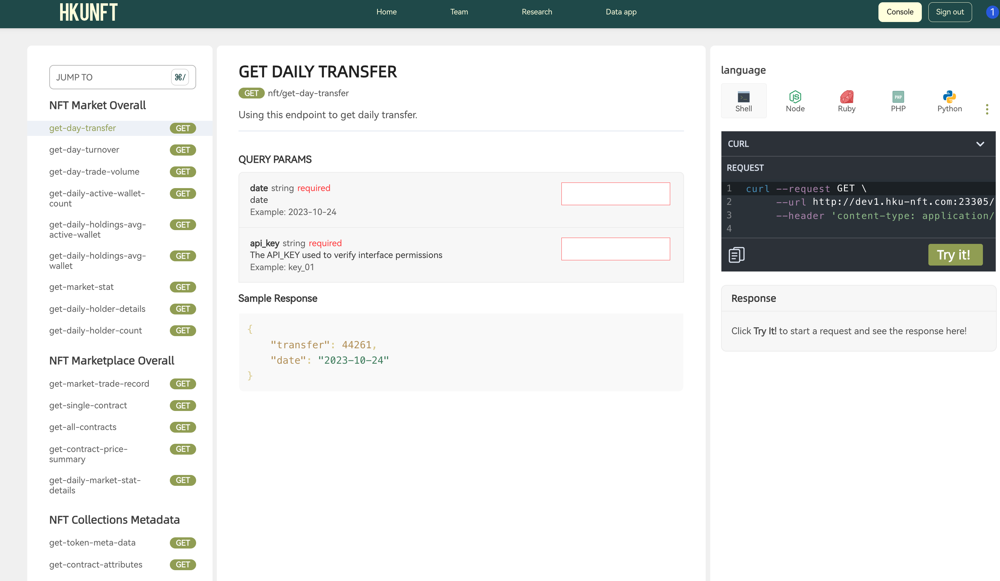 HKUNFT
Home
Team
Research
Data app
Console
Sign out
1
JUMP TO
⌘/
NFT Market Overall
get-day-transfer GET
get-day-turnover GET
get-day-trade-volume GET
get-daily-active-wallet- GET
count
get-daily-holdings-avg- GET
active-wallet
get-daily-holdings-avg- GET
wallet
get-market-stat GET
get-daily-holder-details GET
get-daily-holder-count GET
NFT Marketplace Overall
get-market-trade-record GET
get-single-contract GET
get-all-contracts GET
get-contract-price- GET
summary
get-daily-market-stat- GET
details
NFT Collections Metadata
get-token-meta-data GET
get-contract-attributes GET
GET DAILY TRANSFER
GET nft/get-day-transfer
Using this endpoint to get daily transfer.
QUERY PARAMS
date string required
date
Example: 2023-10-24
api_key string required
The API_KEY used to verify interface permissions
Example: key_01
Sample Response
{
"transfer": 44261,
"date": "2023-10-24"
}
language
>_
JS
PHP
Shell
Node
Ruby
PHP
Python
CURL
REQUEST
1 curl --request GET \
2 --url http://dev1.hku-nft.com:23305/
3 --header 'content-type: application/
4
Try it!
Response
Click Try It! to start a request and see the response here!